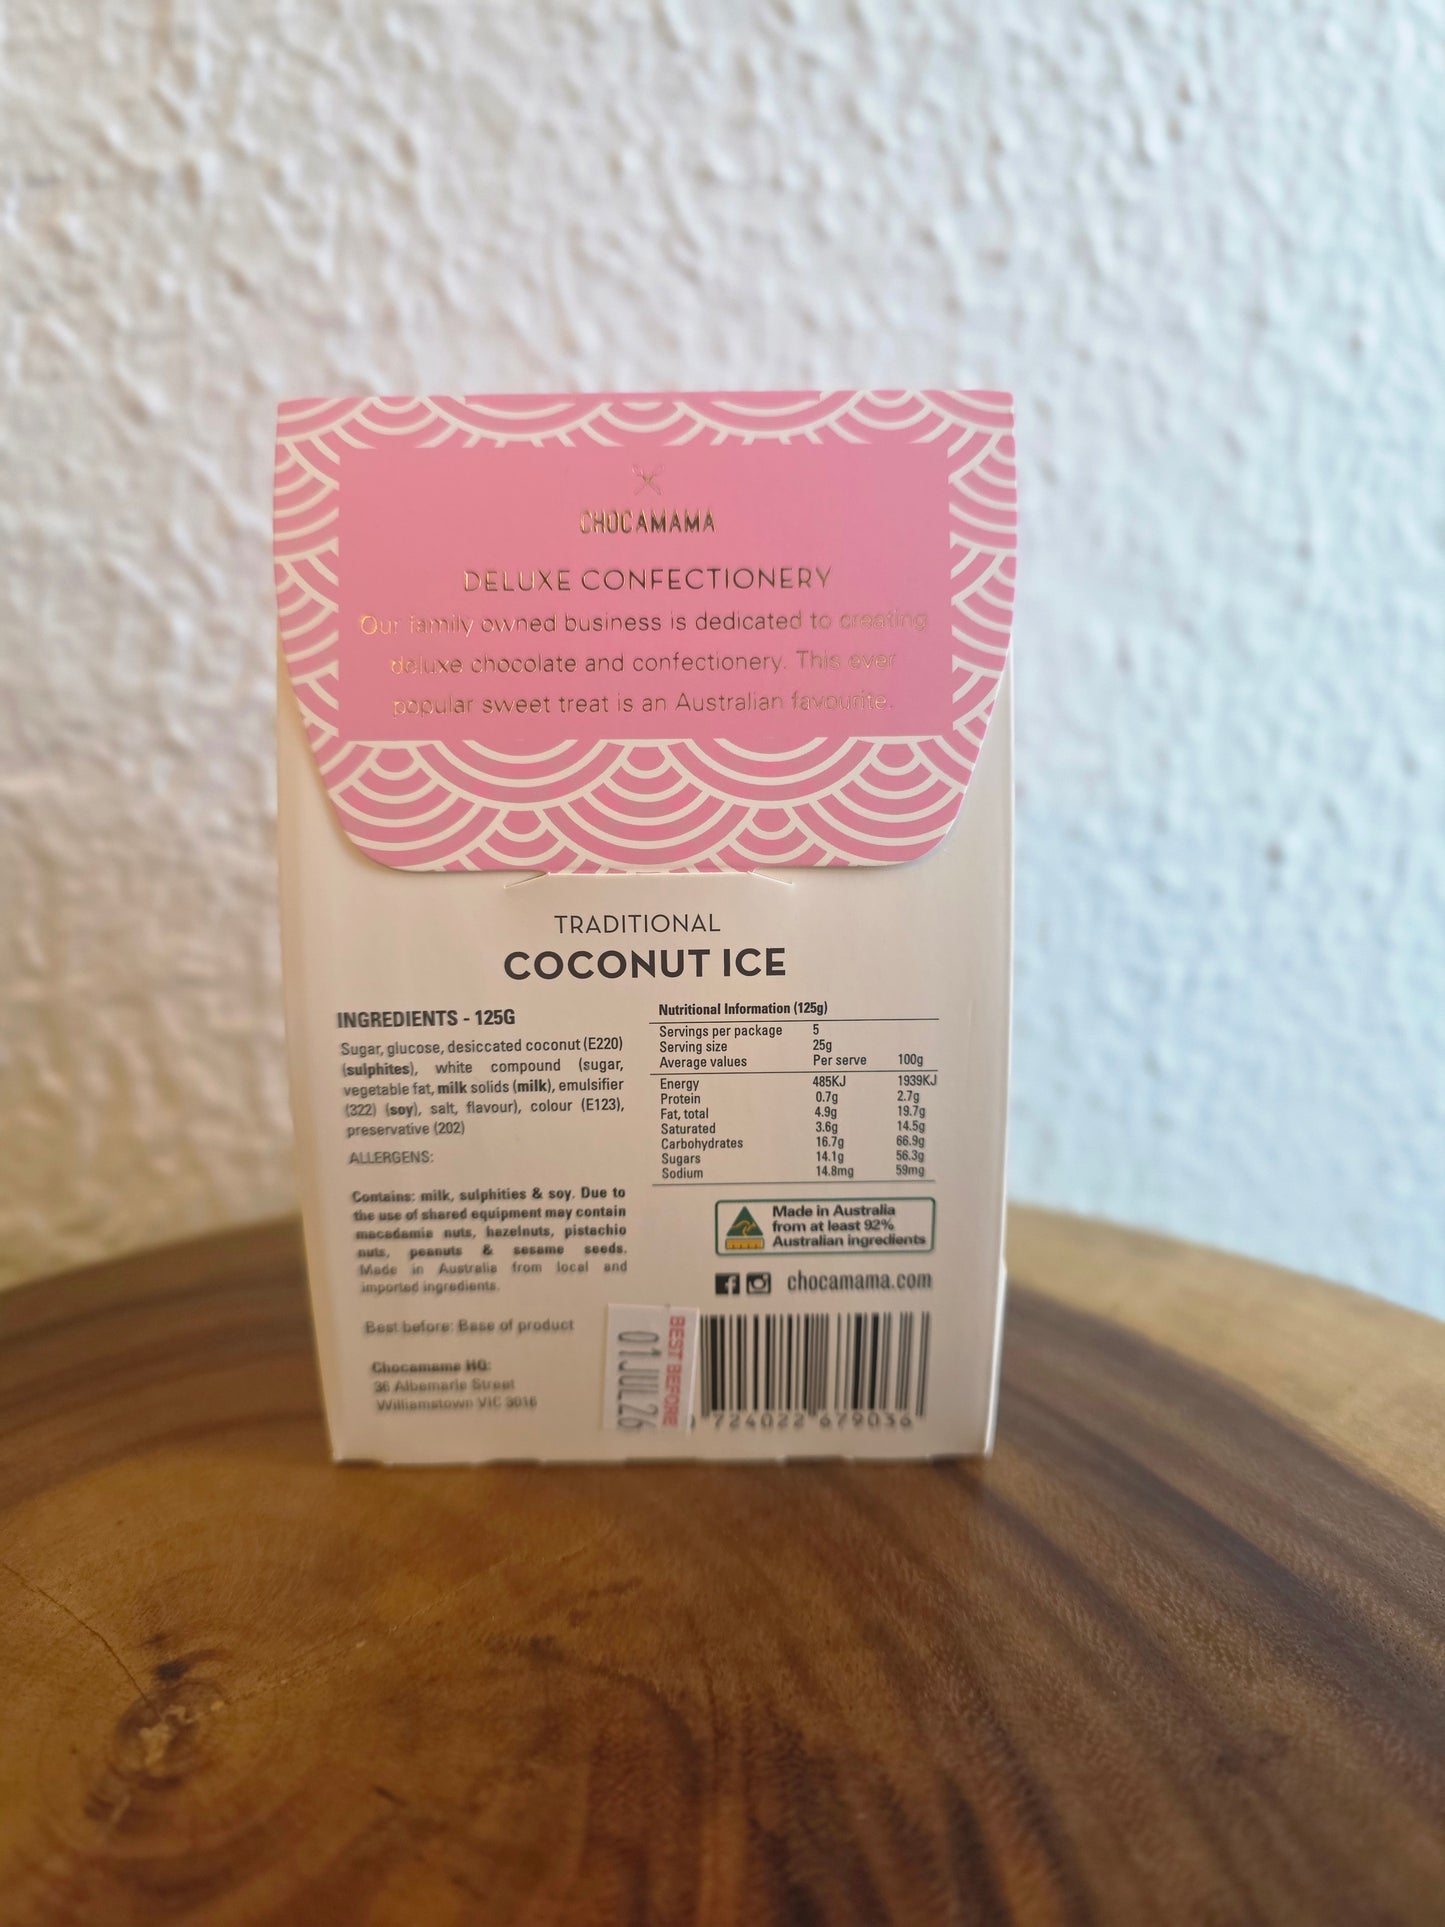 CHOCAMAMA
DELUXE CONFECTIONERY
Our family owned business is dedicated to creating
deluxe chocolate and confectionery. This ever
popular sweet treat is an Australian favourite.
TRADITIONAL
COCONUT ICE
INGREDIENTS - 125G
Sugar, glucose, desiccated coconut (E220)
(sulphites), white compound (sugar,
vegetable fat, milk solids (milk), emulsifier
(322) (soy), salt, flavour), colour (E123),
preservative (202)
ALLERGENS:
Contains: milk, sulphities & soy. Due to
the use of shared equipment may contain
macadamia nuts, hazelnuts, pistachio
nuts, peanuts & sesame seeds.
Made in Australia from local and
imported ingredients.
Best before: Base of product
Chocamama HQ:
36 Albemarle Street
Williamstown VIC 3016
Nutritional Information (125g)
Servings per package 5
Serving size 25g
Average values Per serve 100g
Energy 485KJ 1939KJ
Protein 0.7g 2.7g
Fat, total 4.9g 19.7g
Saturated 3.6g 14.5g
Carbohydrates 16.7g 66.9g
Sugars 14.1g 56.3g
Sodium 14.8mg 59mg
Made in Australia
from at least 92%
Australian ingredients
chocamama.com
BEST BEFORE
01JUL26
724022 679036